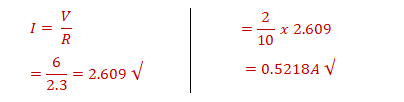 I = V/R
= 6/2.3 = 2.609 √
= 2/10 x 2.609
= 0.5218A √